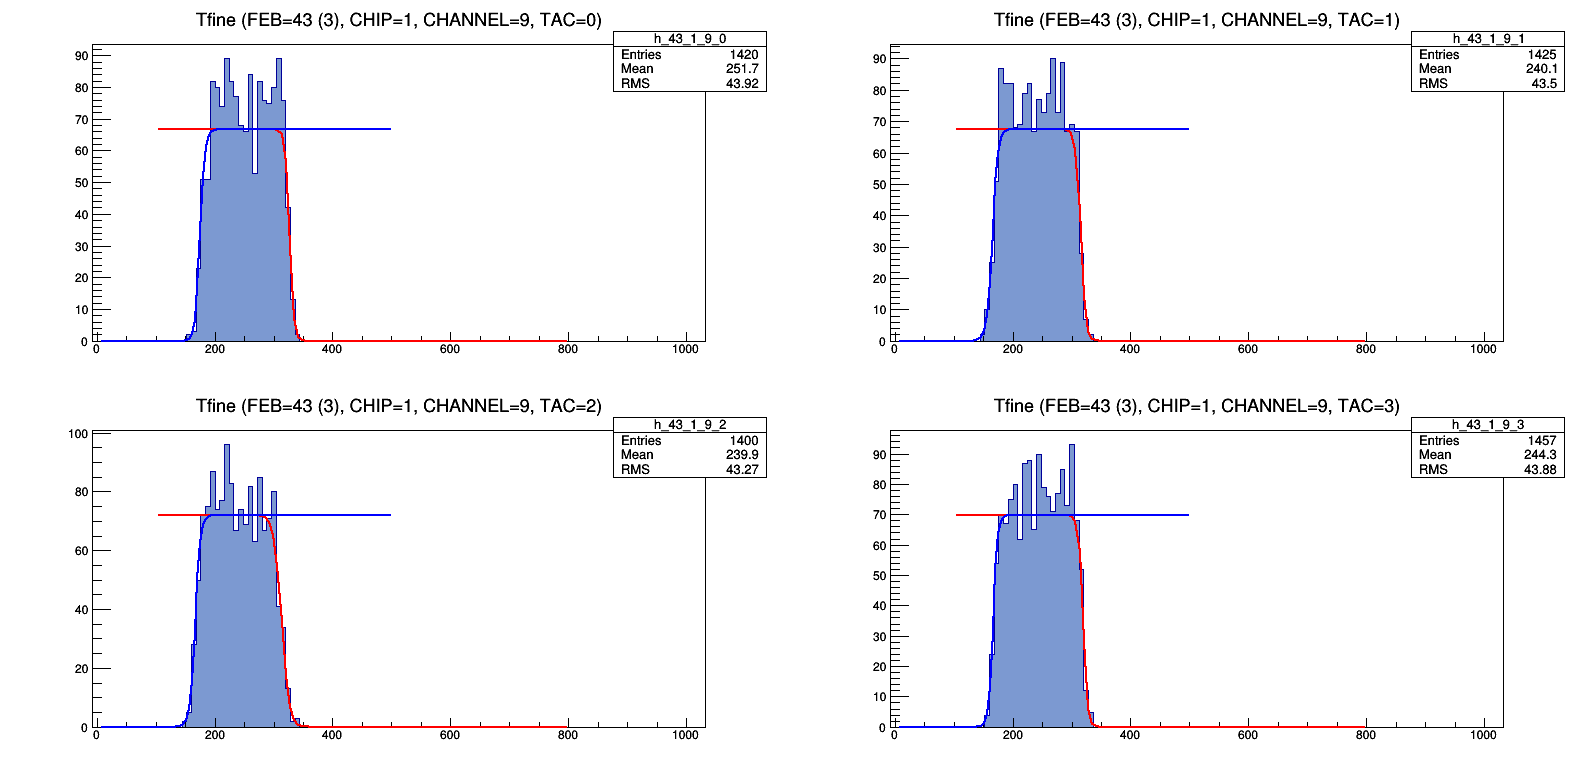 Tfine (FEB=43 (3), CHIP=1, CHANNEL=9, TAC=0)
h_43_1_9_0
Entries 1420
Mean 251.7
RMS 43.92
90
80
70
60
50
40
30
20
10
0
0 200 400 600 800 1000
Tfine (FEB=43 (3), CHIP=1, CHANNEL=9, TAC=1)
h_43_1_9_1
Entries 1425
Mean 240.1
RMS 43.5
90
80
70
60
50
40
30
20
10
0
0 200 400 600 800 1000
Tfine (FEB=43 (3), CHIP=1, CHANNEL=9, TAC=2)
h_43_1_9_2
Entries 1400
Mean 239.9
RMS 43.27
100
80
60
40
20
0
0 200 400 600 800 1000
Tfine (FEB=43 (3), CHIP=1, CHANNEL=9, TAC=3)
h_43_1_9_3
Entries 1457
Mean 244.3
RMS 43.88
90
80
70
60
50
40
30
20
10
0
0 200 400 600 800 1000